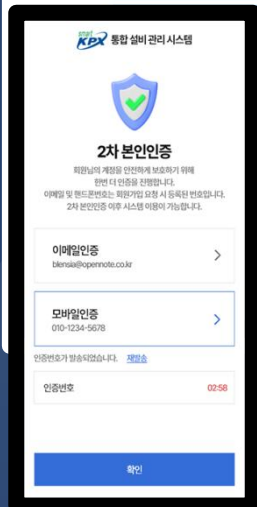 smart
KPX 통합 설비 관리 시스템
2차 본인인증
회원님의 계정을 안전하게 보호하기 위해
한번 더 인증을 진행합니다.
이메일 및 핸드폰번호는 회원가입 요청 시 등록된 번호입니다.
2차 본인인증 이후 시스템 이용이 가능합니다.
이메일인증
blensia@opennote.co.kr
모바일인증
010-1234-5678
인증번호가 발송되었습니다. 재발송
인증번호 02:58
확인